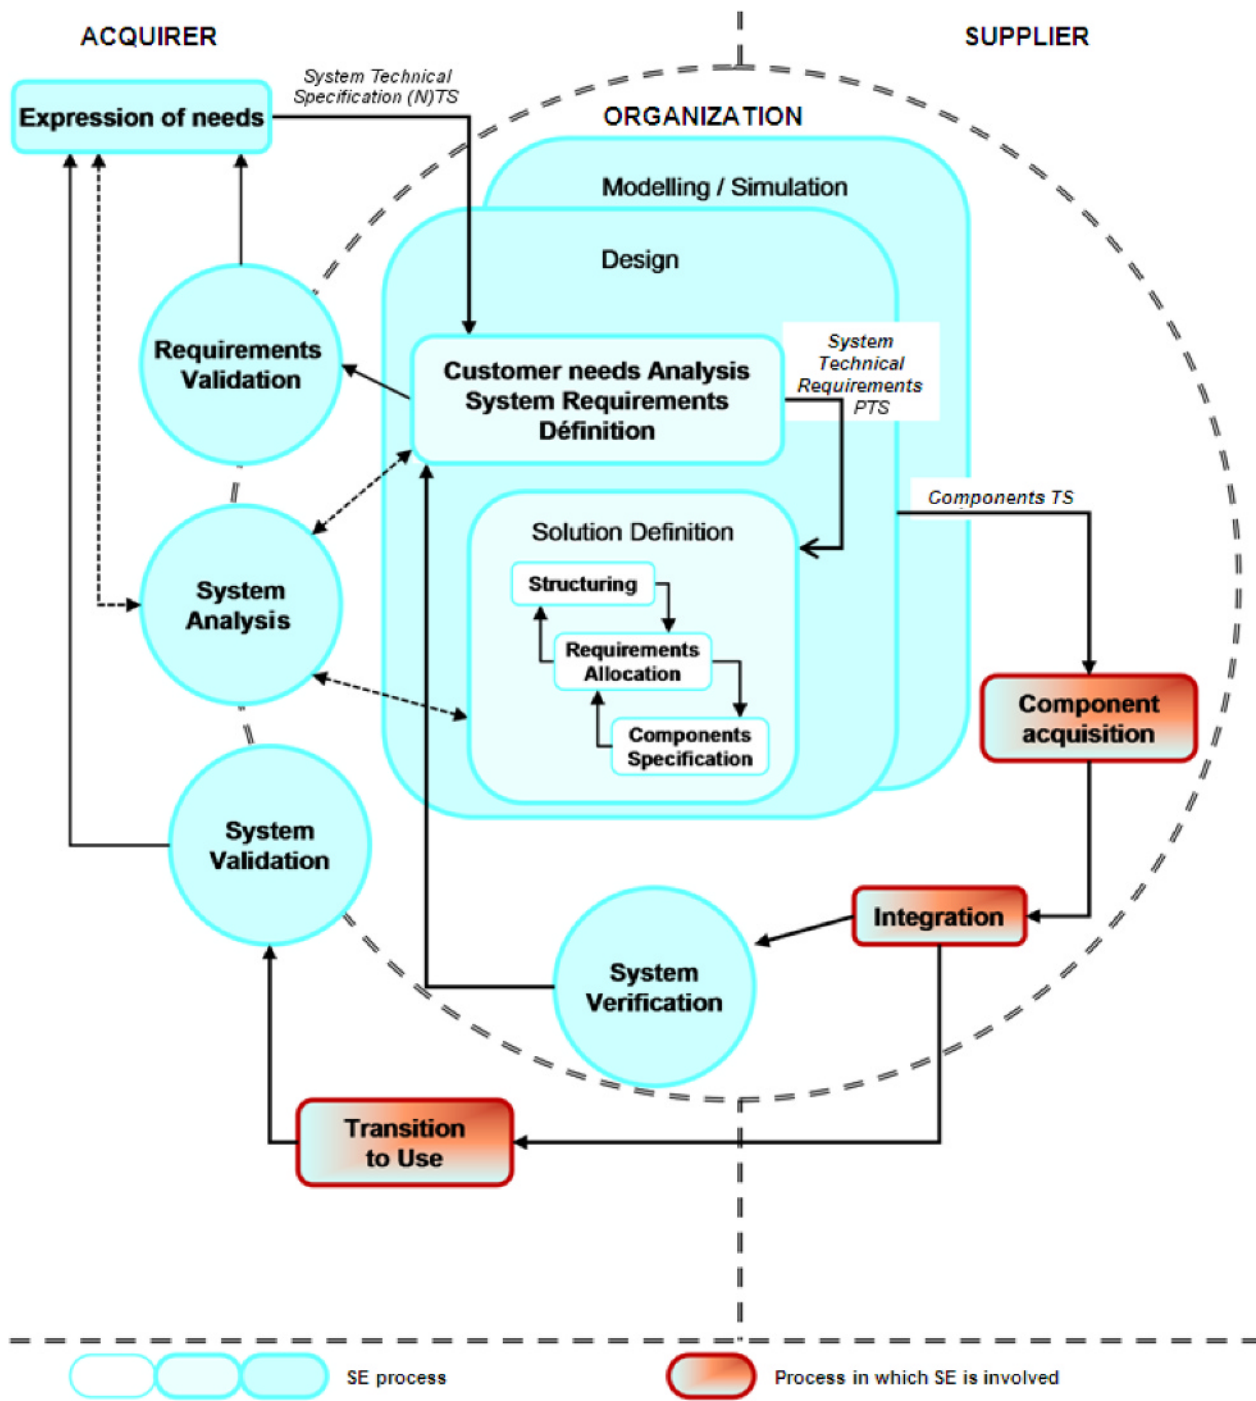 ACQUIRER
SUPPLIER
System Technical
Specification (N)TS
Expression of needs
ORGANIZATION
Modelling / Simulation
Design
Requirements
Validation
Customer needs Analysis
System Requirements
Définition
System
Technical
Requirements
PTS
Components TS
Solution Definition
Structuring
Requirements
Allocation
Components
Specification
System
Analysis
Component
acquisition
System
Validation
Integration
System
Verification
Transition
to Use
SE process
Process in which SE is involved